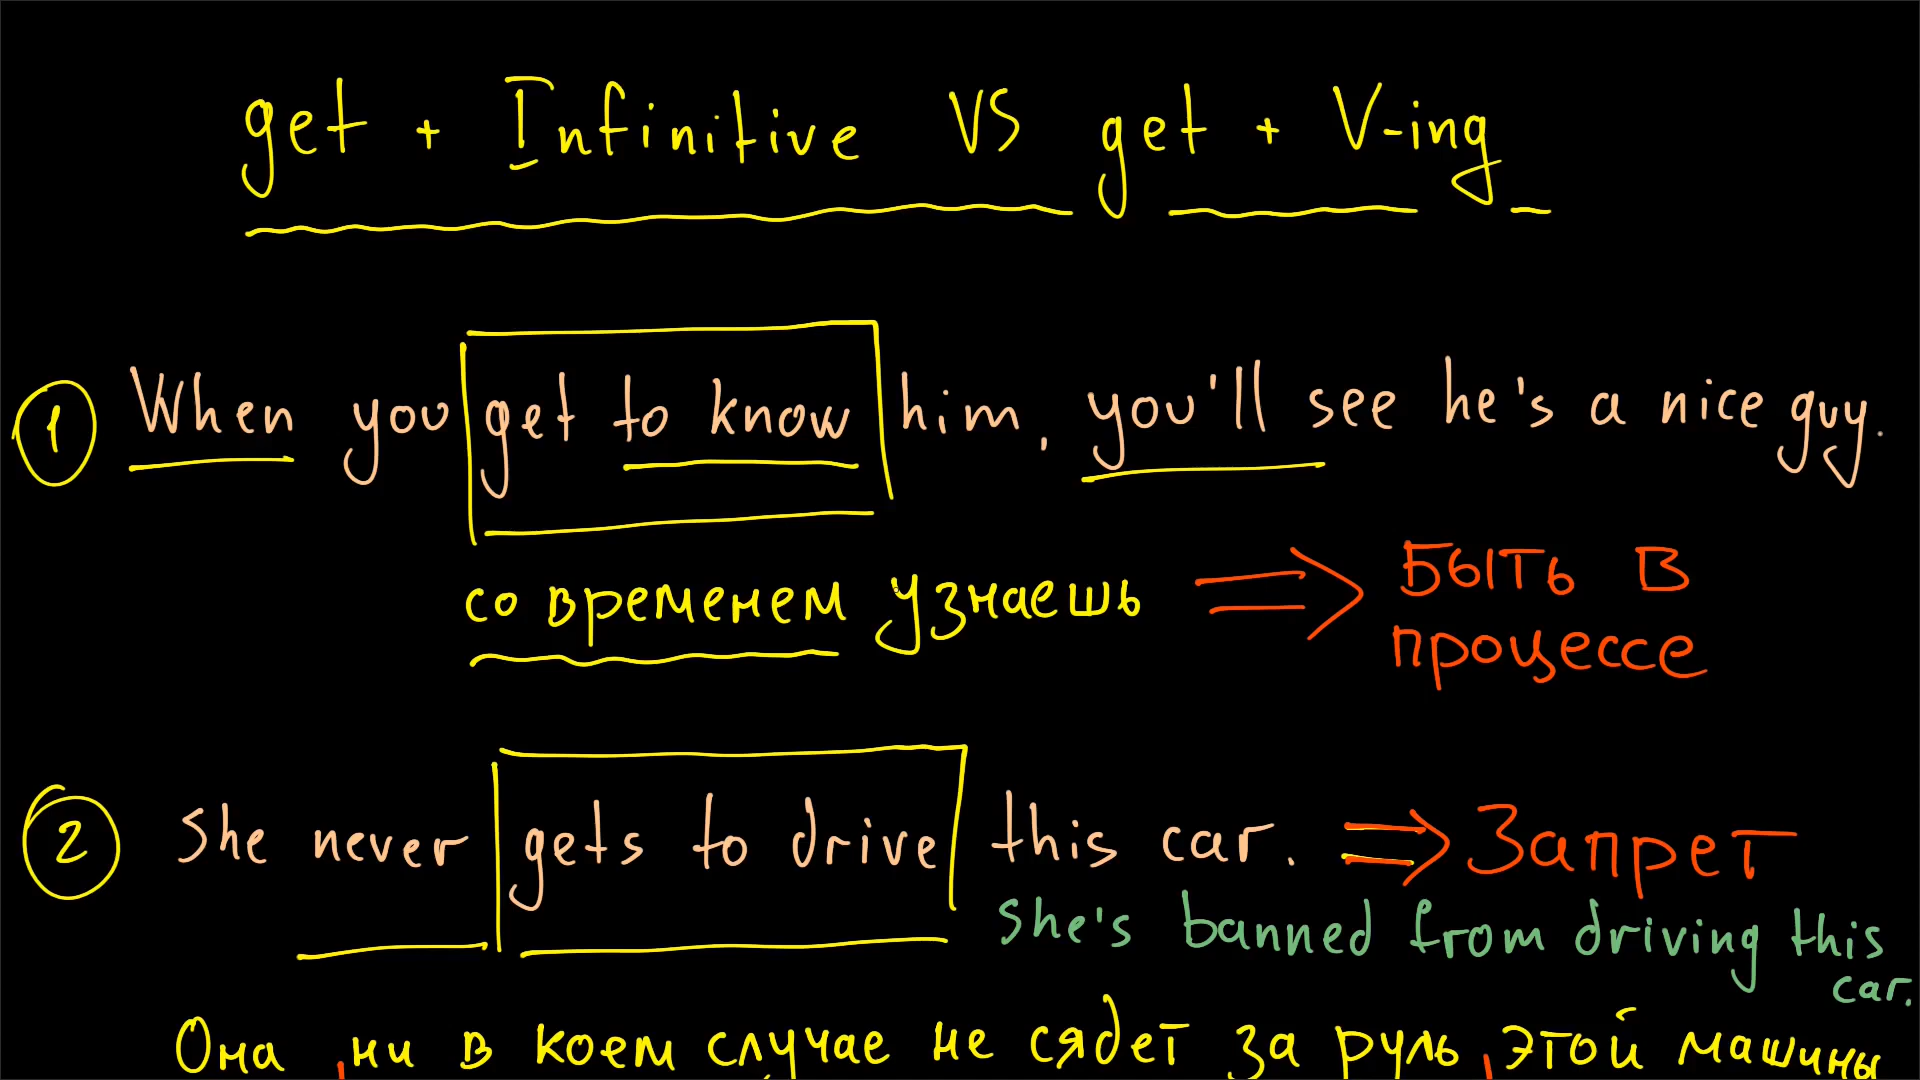 get + Infinitive VS get + V-ing
1 When you get to know him, you'll see he's a nice guy.
со временем узнаешь ⇒ быть в
процессе
2 She never gets to drive this car. ⇒ Запрет
She's banned from driving this
car.
Она ни в коем случае не сядет за руль этой машины